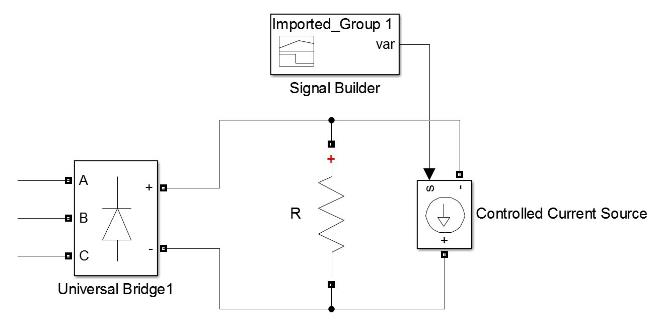 Imported_Group 1
var
Signal Builder
+
s -
A +
B
R
Controlled Current Source
C -
+
Universal Bridge1